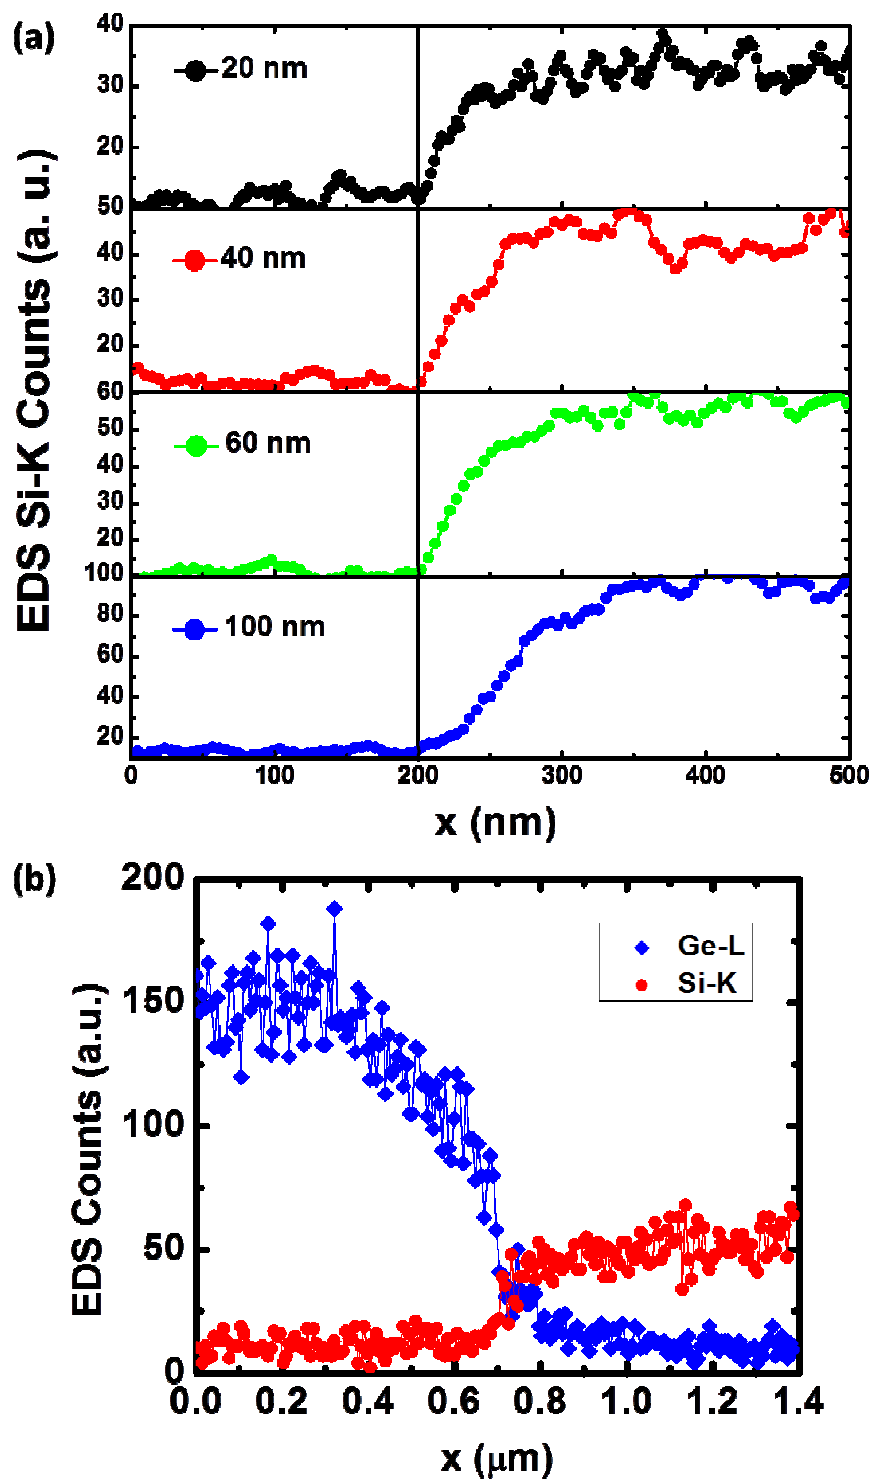 (a)
EDS Si-K Counts (a. u.)
40
30
20
20 nm
50
40
30
20
40 nm
60
50
40
30
20
60 nm
100
80
60
40
20
100 nm
0 100 200 300 400 500
x (nm)
(b)
EDS Counts (a.u.)
200
150
100
50
0
Ge-L
Si-K
0.0 0.2 0.4 0.6 0.8 1.0 1.2 1.4
x (μm)